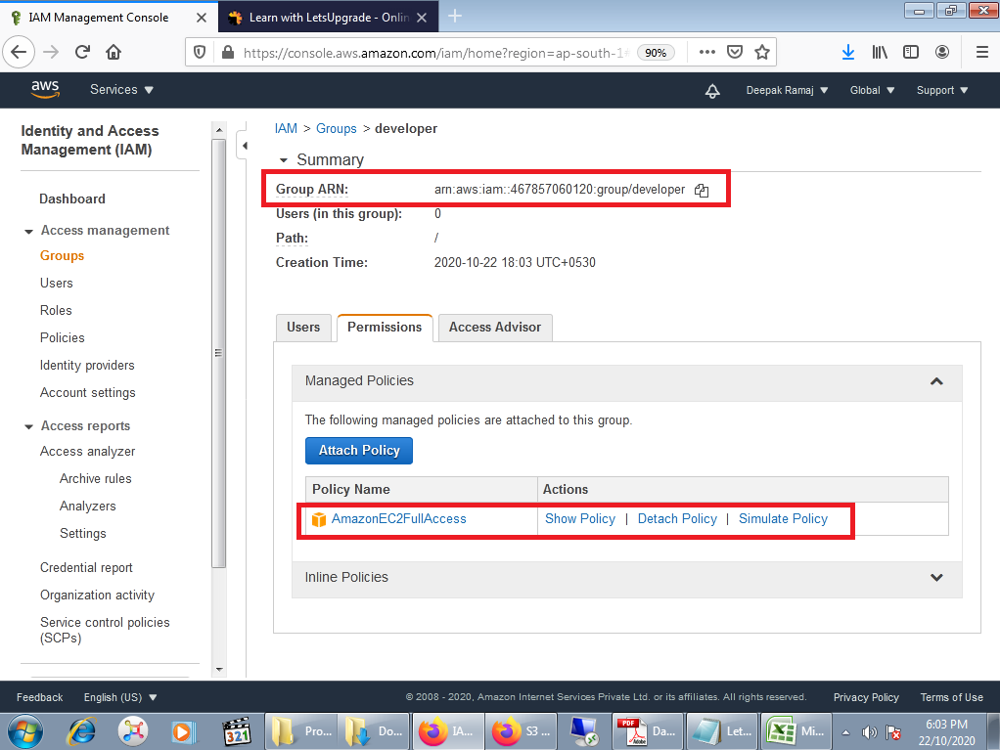 IAM Management Console
Learn with LetsUpgrade - Onlin
https://console.aws.amazon.com/iam/home?region=ap-south-1
90%
aws
Services
Deepak Ramaj
Global
Support
Identity and Access
Management (IAM)
Dashboard
Access management
Groups
Users
Roles
Policies
Identity providers
Account settings
Access reports
Access analyzer
Archive rules
Analyzers
Settings
Credential report
Organization activity
Service control policies
(SCPs)
IAM > Groups > developer
Summary
Group ARN: arn:aws:iam::467857060120:group/developer
Users (in this group): 0
Path: /
Creation Time: 2020-10-22 18:03 UTC+0530
Users
Permissions
Access Advisor
Managed Policies
The following managed policies are attached to this group.
Attach Policy
Policy Name Actions
AmazonEC2FullAccess Show Policy | Detach Policy | Simulate Policy
Inline Policies
Feedback
English (US)
© 2008 - 2020, Amazon Internet Services Private Ltd. or its affiliates. All rights reserved.
Privacy Policy
Terms of Use
321
Pro...
Do...
IA...
S3 ...
PDF
Adobe
Da...
Let...
Mi...
6:03 PM
22/10/2020